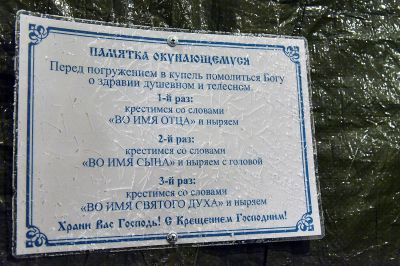 ПАМЯТКА ОКУНАЮЩЕМУСЯ
Перед погружением в купель помолиться Богу
о здравии душевном и телесном.
1-й раз:
крестимся со словами
«ВО ИМЯ ОТЦА» и ныряем
2-й раз:
крестимся со словами
«ВО ИМЯ СЫНА» и ныряем с головой
3-й раз:
крестимся со словами
«ВО ИМЯ СВЯТОГО ДУХА» и ныряем
Храни Вас Господь! С Крещением Господним!